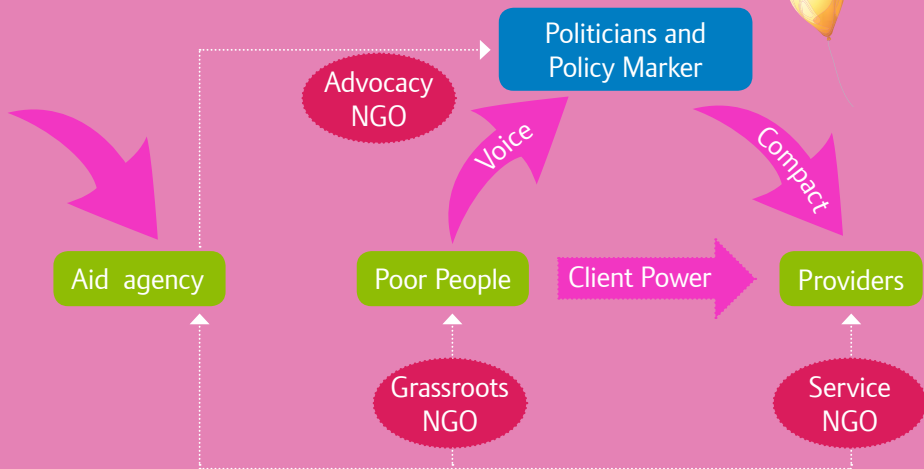 Politicians and
Policy Marker
Advocacy
NGO
Voice
Compact
Aid agency
Poor People
Client Power
Providers
Grassroots
NGO
Service
NGO